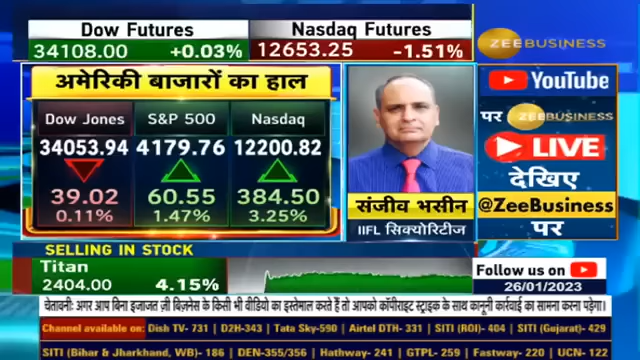 Dow Futures
34108.00 +0.03%
Nasdaq Futures
12653.25 -1.51%
ZEEBUSINESS
अमेरिकी बाजारों का हाल
Dow Jones S&P 500 Nasdaq
34053.94 4179.76 12200.82
39.02 60.55 384.50
0.11% 1.47% 3.25%
संजीव भसीन
IIFL सिक्योरिटीज
YouTube
पर ZEEBUSINESS
LIVE
देखिए
@ZeeBusiness
पर
SELLING IN STOCK
Titan
2404.00 4.15%
Follow us on
26/01/2023
चेतावनी: अगर आप बिना इजाजत ज़ी बिज़नेस के किसी भी वीडियो का इस्तेमाल करते हैं तो आपको कॉपीराइट स्ट्राइक के साथ कानूनी कार्रवाई का सामना करना पड़ेगा.
Channel available on: Dish TV- 731 | D2H-343 | Tata Sky-590 | Airtel DTH- 331 | SITI (ROI) - 404 | SITI (Gujarat) - 429
SITI (Bihar & Jharkhand, WB)- 186 | DEN-355/356 | Hathway- 241 | GTPL- 259 | Fastway- 220 | UCN- 122